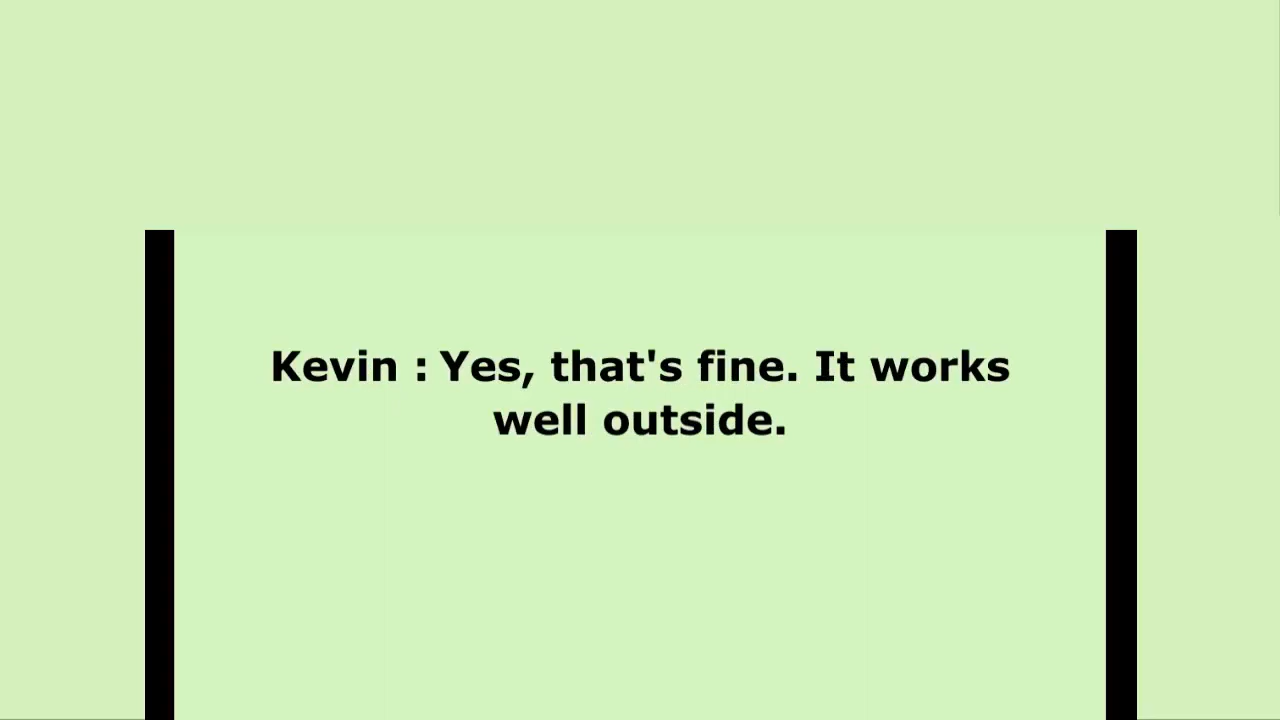 Kevin : Yes, that's fine. It works
well outside.